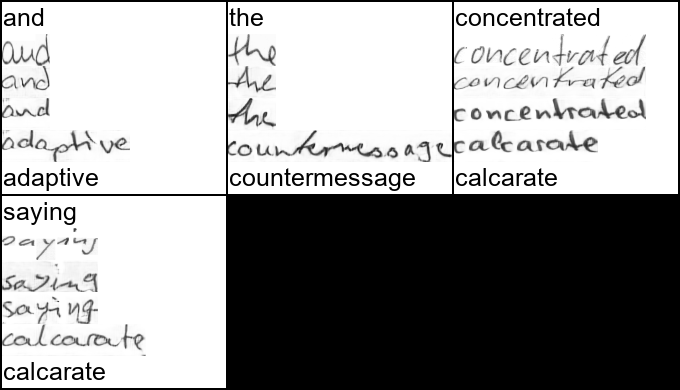 and the concentrated
and the concentrated
and the concentrated
and the concentrated
adaptive countermessage calcarate
adaptive countermessage calcarate
saying
saying
saying
saying
calcarate
calcarate